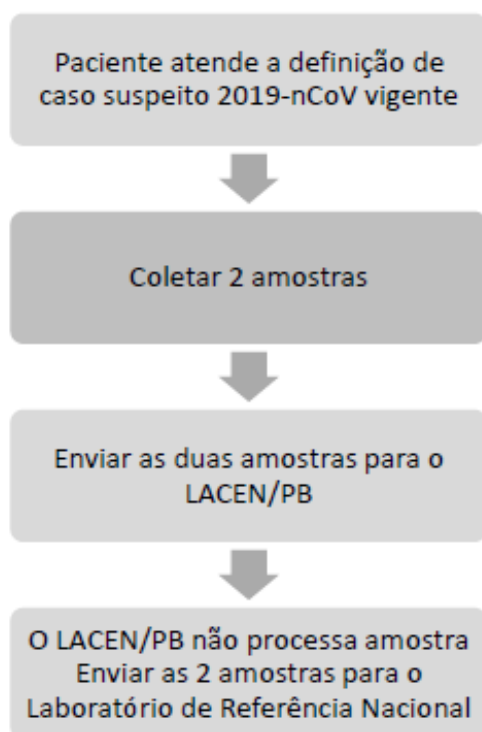 Paciente atende a definição de
caso suspeito 2019-nCoV vigente
Coletar 2 amostras
Enviar as duas amostras para o
LACEN/PB
O LACEN/PB não processa amostra
Enviar as 2 amostras para o
Laboratório de Referência Nacional